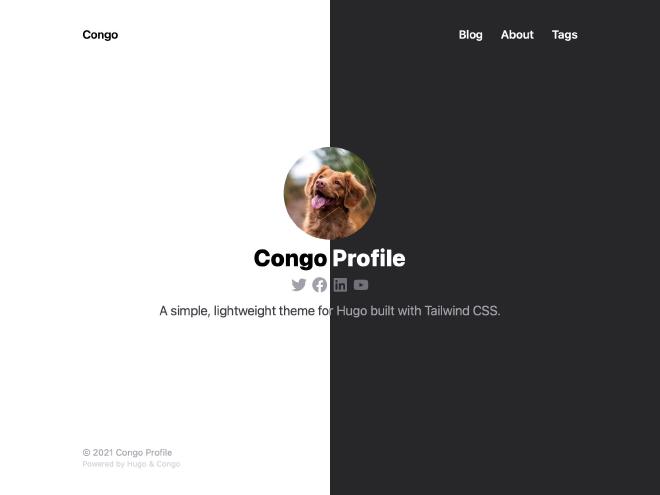 Congo
Blog About Tags
Congo Profile
A simple, lightweight theme for Hugo built with Tailwind CSS.
© 2021 Congo Profile
Powered by Hugo & Congo